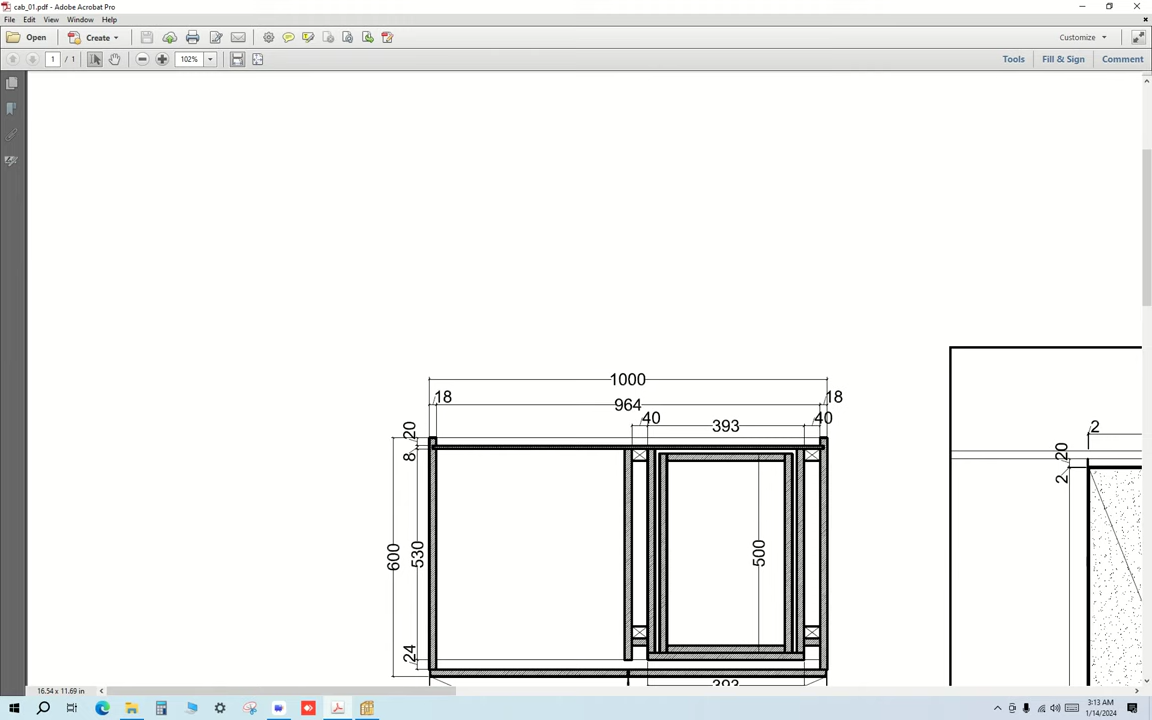 cab_01.pdf - Adobe Acrobat Pro
File Edit View Window Help
Open Create Customize
1 / 1 102% Tools Fill & Sign Comment
1000
18 964 18
40 393 40
20
8
600
530
500
24
393
2
20
2
16.54 x 11.69 in
3:13 AM
1/14/2024